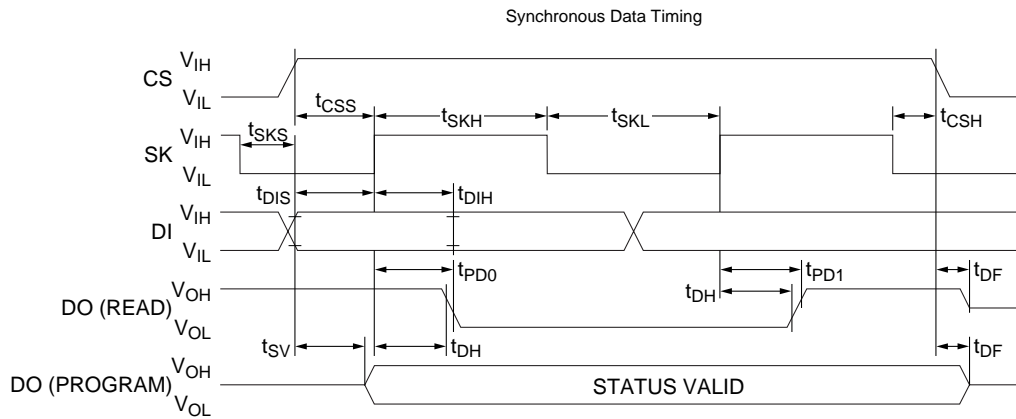 Synchronous Data Timing
CS
VIH
VIL
tCSS
tSKH
tSKL
tCSH
SK
VIH
VIL
tSKS
tDIS
tDIH
DI
VIH
VIL
tPD0
tPD1
tDF
DO (READ)
VOH
VOL
tDH
tSV
tDH
tDF
DO (PROGRAM)
VOH
VOL
STATUS VALID